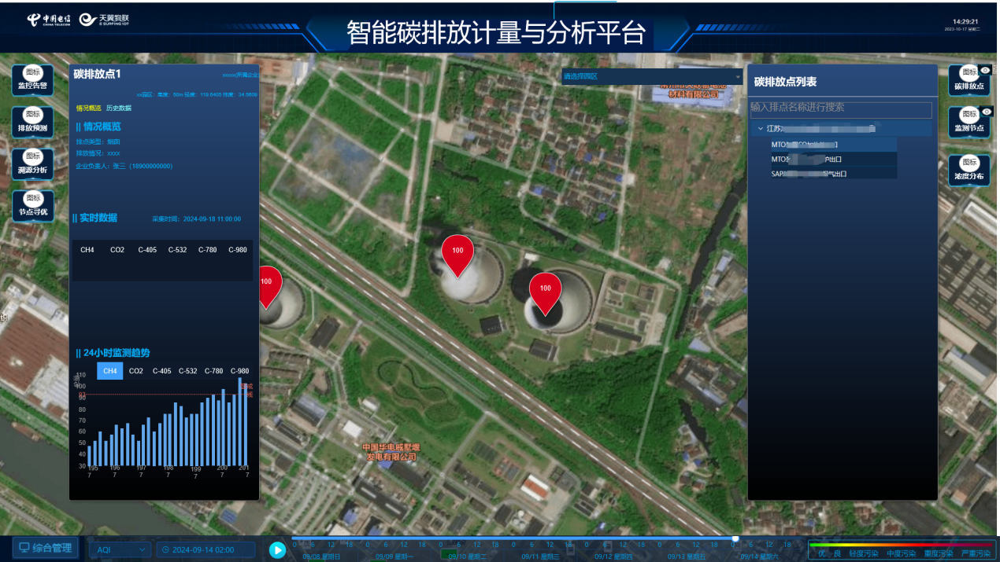 中国电信
CHINA TELECOM
天翼物联
E SURFING IOT
智能碳排放计量与分析平台
14:29:21
2023-10-17 星期二
图标
监控告警
图标
排放预测
图标
溯源分析
图标
节点寻优
碳排放点1
xxxxx所属企业
xx园区: 高度: 50m 经度: 119.6405 纬度: 34.5609
情况概览 历史数据
情况概览
排点类型: 烟囱
排放情况: xxxx
企业负责人: 张三 (18900000000)
实时数据 采集时间: 2024-09-18 11:00:00
CH4 CO2 C-405 C-532 C-780 C-980
24小时监测趋势
CH4 CO2 C-405 C-532 C-780 C-980
110
100
90
80
70
60
50
40
30
195 196 197 198 199 200 201
7 7 7 7 7 7 7
请选择园区
材料有限公司
100
100
100
中国华电戚墅堰
发电有限公司
碳排放点列表
输入排点名称进行搜索
江苏
MTO
MTO 出口
SAP 气出口
图标
碳排放点
图标
监测节点
图标
浓度分布
综合管理
AQI
2024-09-14 02:00
0 6 12 18 0 6 12 18 0 6 12 18 0 6 12 18 0 6 12 18 0 6 12 18 0 6 12 18
09/08 星期日 09/09 星期一 09/10 星期二 09/11 星期三 09/12 星期四 09/13 星期五 09/14 星期六
优 良 轻度污染 中度污染 重度污染 严重污染